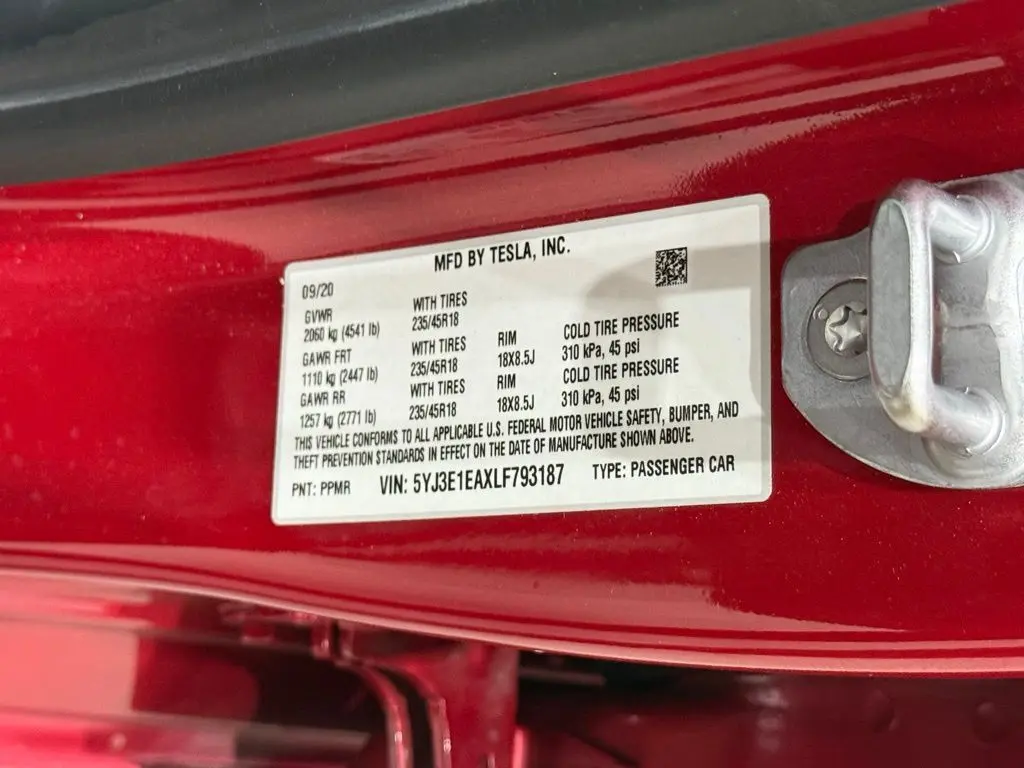 MFD BY TESLA, INC.
09/20
GVWR WITH TIRES
2060 kg (4541 lb) 235/45R18
GAWR FRT WITH TIRES RIM COLD TIRE PRESSURE
1110 kg (2447 lb) 235/45R18 18X8.5J 310 kPa, 45 psi
GAWR RR WITH TIRES RIM COLD TIRE PRESSURE
1257 kg (2771 lb) 235/45R18 18X8.5J 310 kPa, 45 psi
THIS VEHICLE CONFORMS TO ALL APPLICABLE U.S. FEDERAL MOTOR VEHICLE SAFETY, BUMPER, AND
THEFT PREVENTION STANDARDS IN EFFECT ON THE DATE OF MANUFACTURE SHOWN ABOVE.
PNT: PPMR VIN: 5YJ3E1EAXLF793187 TYPE: PASSENGER CAR